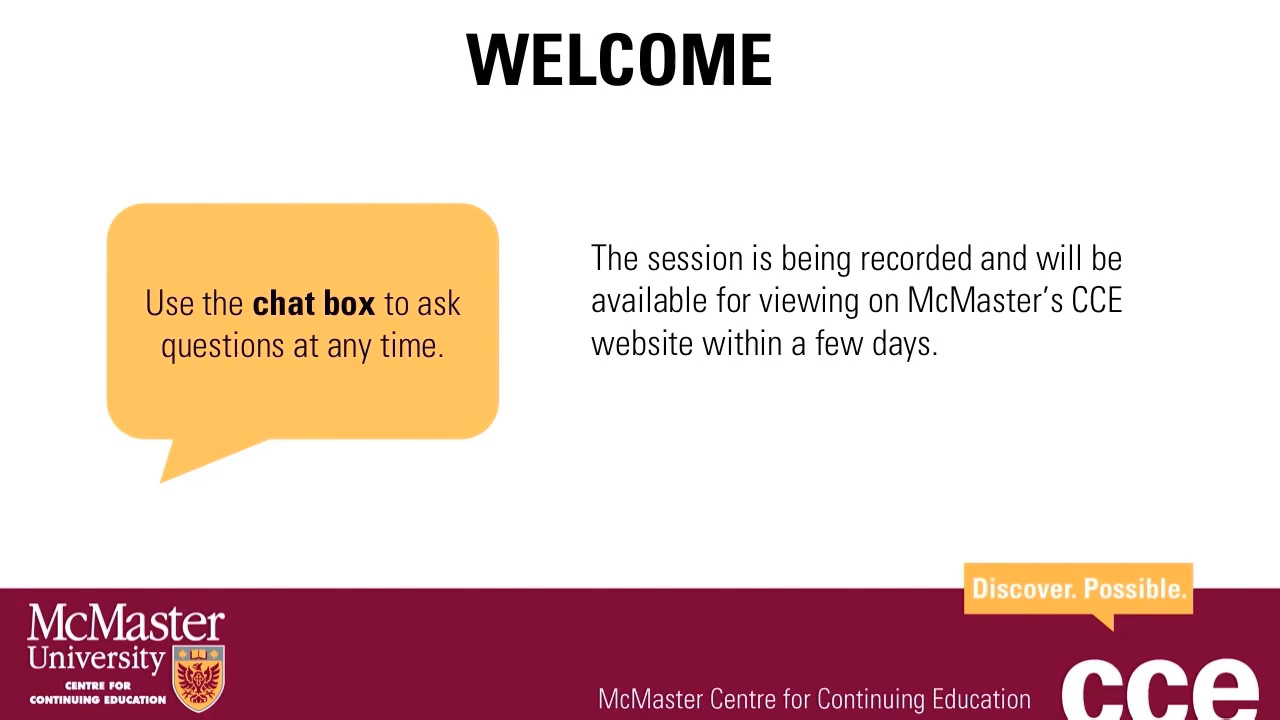 WELCOME
Use the chat box to ask
questions at any time.
The session is being recorded and will be
available for viewing on McMaster’s CCE
website within a few days.
Discover. Possible.
McMaster
University
CENTRE FOR
CONTINUING EDUCATION
McMaster Centre for Continuing Education
cce